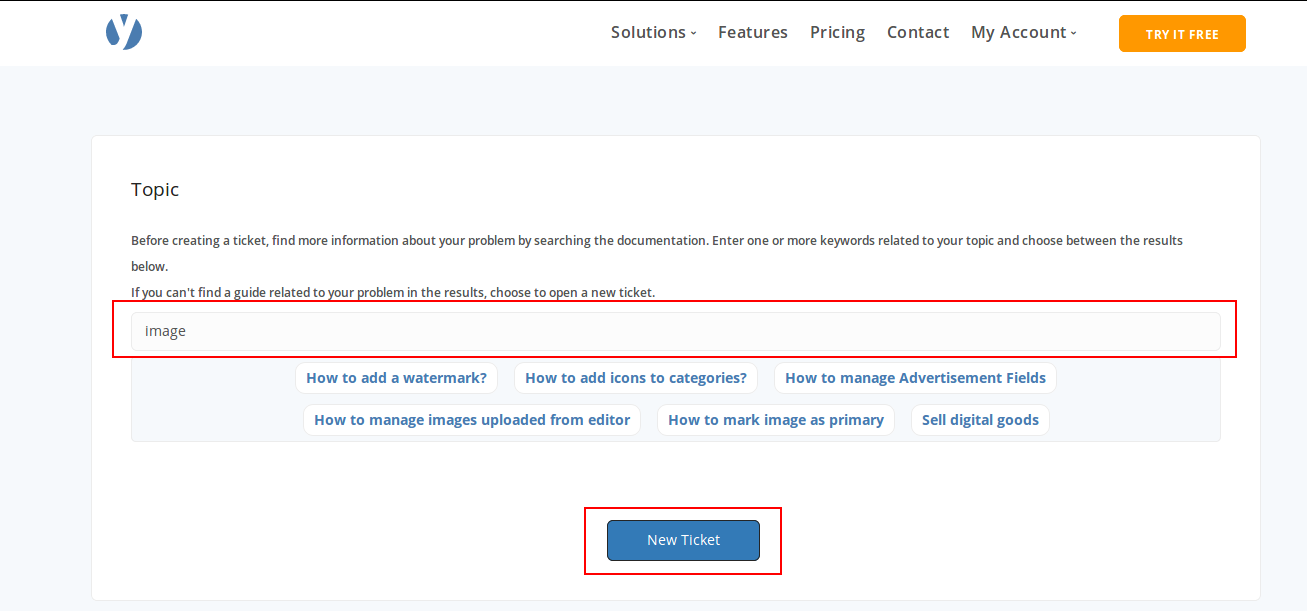 y
Solutions Features Pricing Contact My Account TRY IT FREE
Topic
Before creating a ticket, find more information about your problem by searching the documentation. Enter one or more keywords related to your topic and choose between the results
below.
If you can't find a guide related to your problem in the results, choose to open a new ticket.
image
How to add a watermark? How to add icons to categories? How to manage Advertisement Fields
How to manage images uploaded from editor How to mark image as primary Sell digital goods
New Ticket